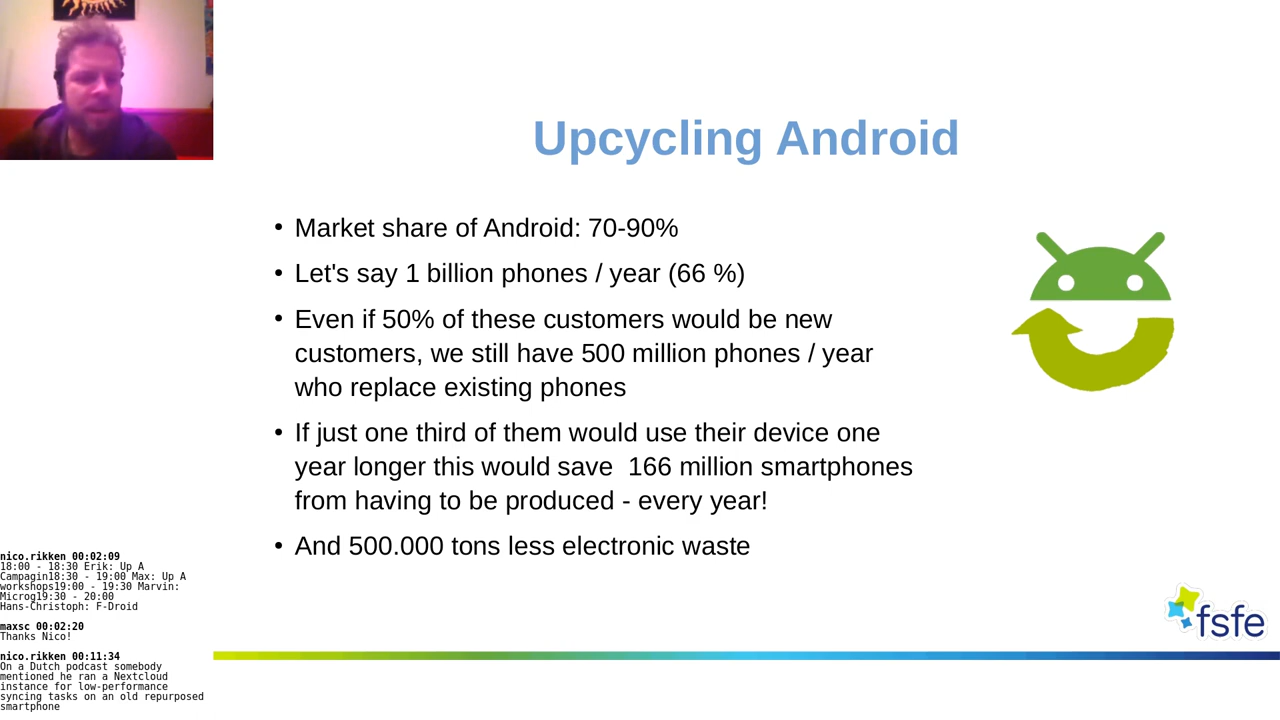 Upcycling Android
• Market share of Android: 70-90%
• Let's say 1 billion phones / year (66 %)
• Even if 50% of these customers would be new
customers, we still have 500 million phones / year
who replace existing phones
• If just one third of them would use their device one
year longer this would save  166 million smartphones
from having to be produced - every year!
• And 500.000 tons less electronic waste
fsfe
nico.rikken 00:02:09
18:00 - 18:30 Erik: Up A
Campagin18:30 - 19:00 Max: Up A
workshops19:00 - 19:30 Marvin:
Microg19:30 - 20:00
Hans-Christoph: F-Droid
maxsc 00:02:20
Thanks Nico!
nico.rikken 00:11:34
On a Dutch podcast somebody
mentioned he ran a Nextcloud
instance for low-performance
syncing tasks on an old repurposed
smartphone